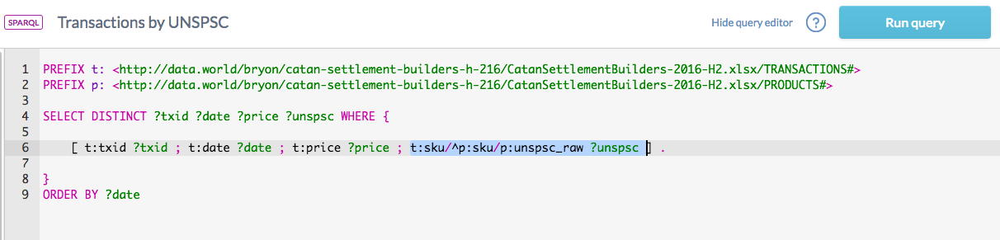 SPARQL Transactions by UNSPSC Hide query editor ? Run query
1 PREFIX t: <http://data.world/bryon/catan-settlement-builders-h-216/CatanSettlementBuilders-2016-H2.xlsx/TRANSACTIONS#>
2 PREFIX p: <http://data.world/bryon/catan-settlement-builders-h-216/CatanSettlementBuilders-2016-H2.xlsx/PRODUCTS#>
3
4 SELECT DISTINCT ?txid ?date ?price ?unspsc WHERE {
5
6 [ t:txid ?txid ; t:date ?date ; t:price ?price ; t:sku/^p:sku/p:unspsc_raw ?unspsc ] .
7
8 }
9 ORDER BY ?date